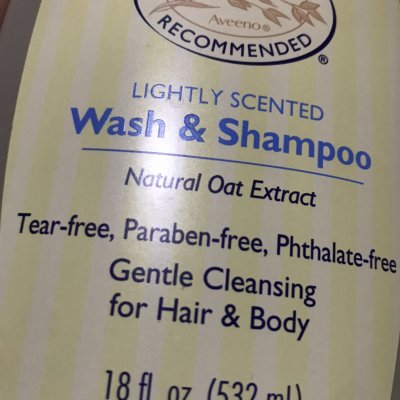 Aveeno®
RECOMMENDED®
LIGHTLY SCENTED
Wash & Shampoo
Natural Oat Extract
Tear-free, Paraben-free, Phthalate-free
Gentle Cleansing
for Hair & Body
18 fl oz (532 ml)